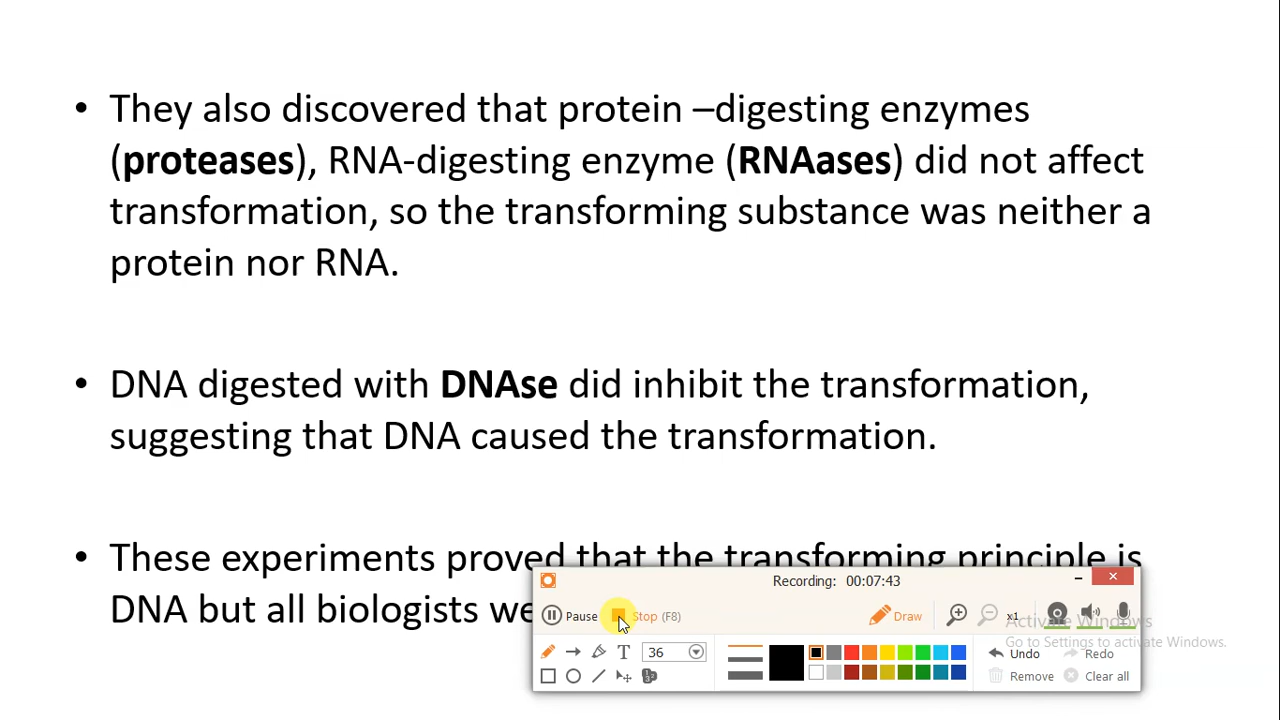 • They also discovered that protein –digesting enzymes
(proteases), RNA-digesting enzyme (RNAases) did not affect
transformation, so the transforming substance was neither a
protein nor RNA.
• DNA digested with DNAse did inhibit the transformation,
suggesting that DNA caused the transformation.
• These experiments proved that the transforming principle is
DNA but all biologists
Recording: 00:07:43
Pause Stop (F8) Draw x1
Activate Windows
Go to Settings to activate Windows.
T 36 Undo Redo
Remove Clear all